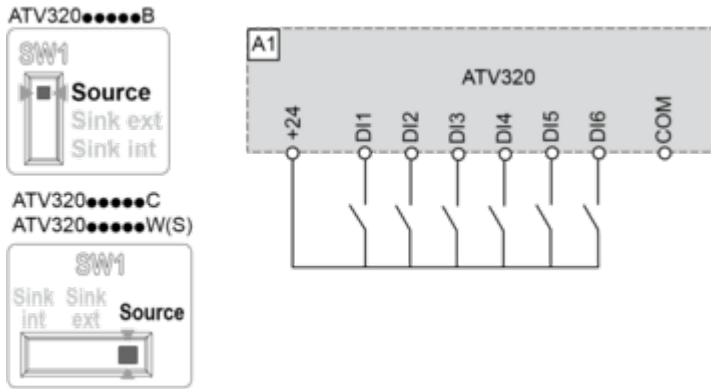 ATV320●●●●●B
SW1
Source
Sink ext
Sink int
ATV320●●●●●C
ATV320●●●●●W(S)
SW1
Sink int
Sink ext
Source
A1
ATV320
+24
DI1
DI2
DI3
DI4
DI5
DI6
COM